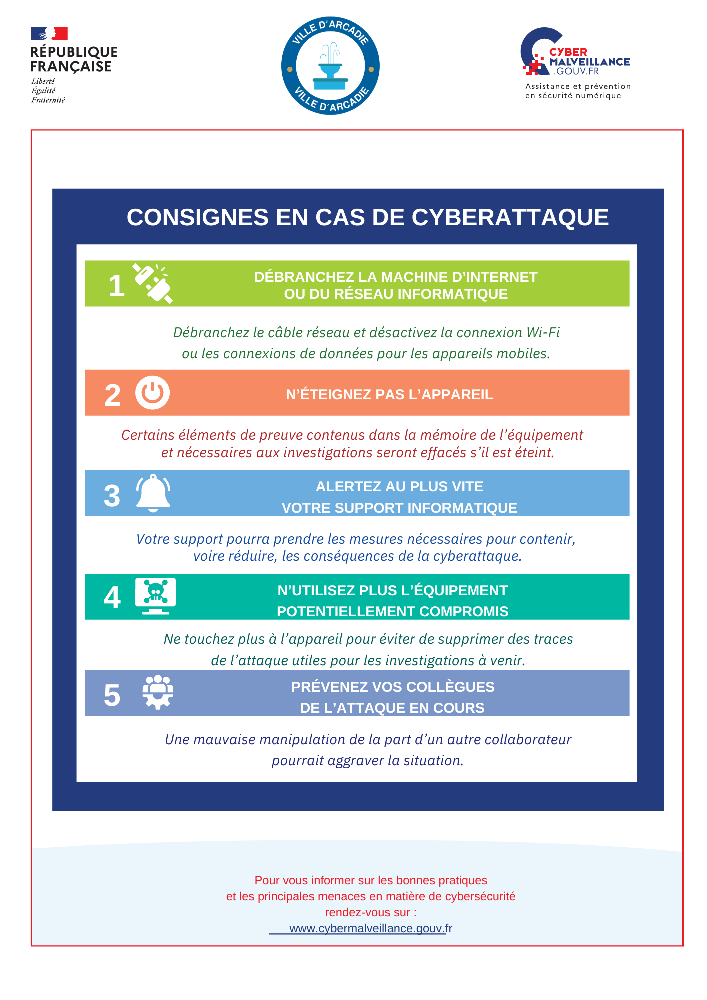 RÉPUBLIQUE
FRANÇAISE
Liberté
Égalité
Fraternité
VILLE D'ARCADIE
VILLE D'ARCADIE
CYBER
MALVEILLANCE
.GOUV.FR
Assistance et prévention
en sécurité numérique
CONSIGNES EN CAS DE CYBERATTAQUE
1
DÉBRANCHEZ LA MACHINE D’INTERNET
OU DU RÉSEAU INFORMATIQUE
Débranchez le câble réseau et désactivez la connexion Wi-Fi
ou les connexions de données pour les appareils mobiles.
2
N’ÉTEIGNEZ PAS L’APPAREIL
Certains éléments de preuve contenus dans la mémoire de l’équipement
et nécessaires aux investigations seront effacés s’il est éteint.
3
ALERTEZ AU PLUS VITE
VOTRE SUPPORT INFORMATIQUE
Votre support pourra prendre les mesures nécessaires pour contenir,
voire réduire, les conséquences de la cyberattaque.
4
N’UTILISEZ PLUS L’ÉQUIPEMENT
POTENTIELLEMENT COMPROMIS
Ne touchez plus à l’appareil pour éviter de supprimer des traces
de l’attaque utiles pour les investigations à venir.
5
PRÉVENEZ VOS COLLÈGUES
DE L’ATTAQUE EN COURS
Une mauvaise manipulation de la part d’un autre collaborateur
pourrait aggraver la situation.
Pour vous informer sur les bonnes pratiques
et les principales menaces en matière de cybersécurité
rendez-vous sur :
www.cybermalveillance.gouv.fr